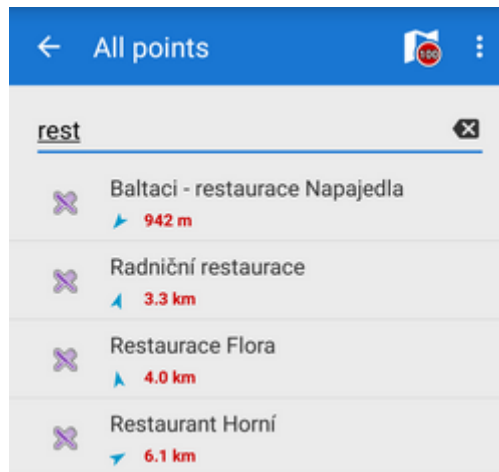 All points
100
rest
Baltaci - restaurace Napajedla
942 m
Radniční restaurace
3.3 km
Restaurace Flora
4.0 km
Restaurant Horní
6.1 km